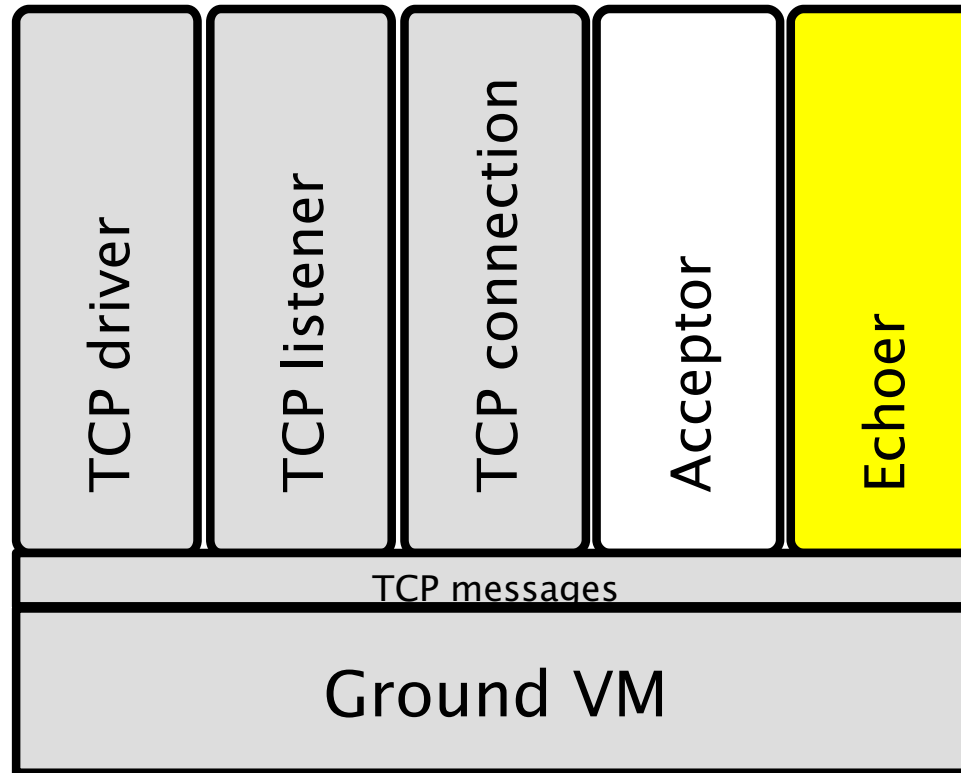 TCP driver
TCP listener
TCP connection
Acceptor
Echoer
TCP messages
Ground VM